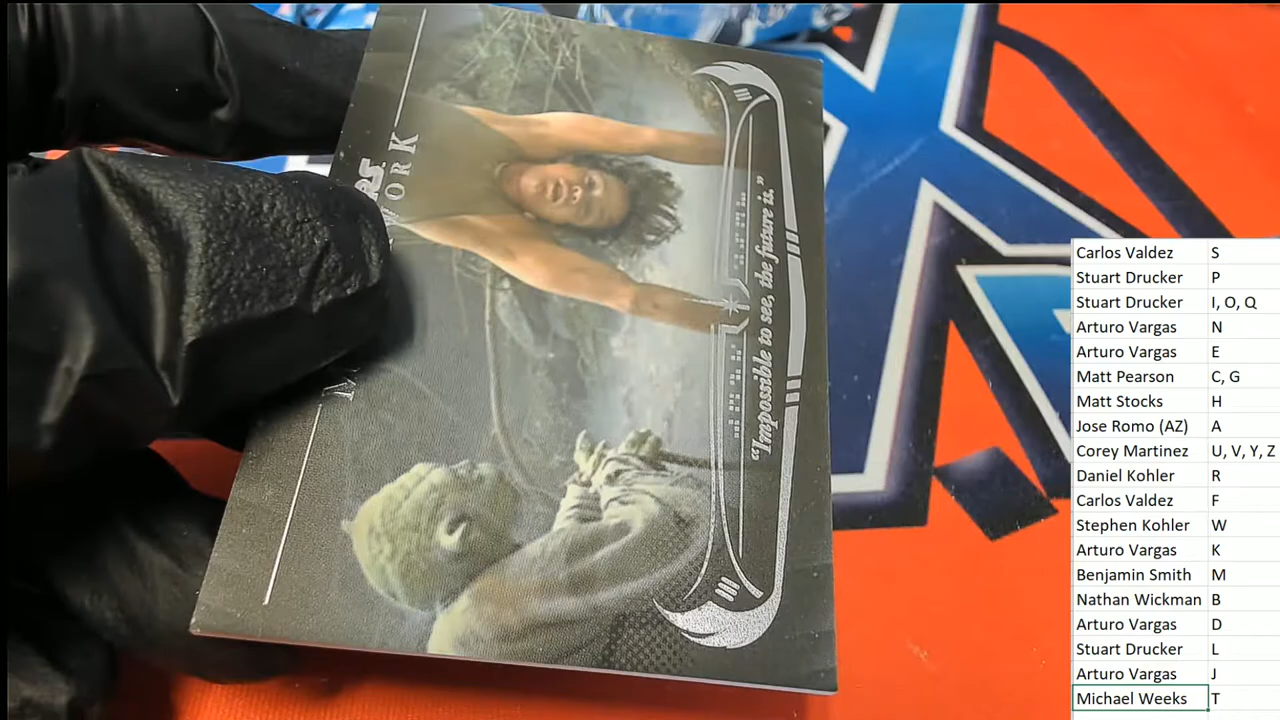 “Impossible to see, the future is.”
Carlos Valdez S
Stuart Drucker P
Stuart Drucker I, O, Q
Arturo Vargas N
Arturo Vargas E
Matt Pearson C, G
Matt Stocks H
Jose Romo (AZ) A
Corey Martinez U, V, Y, Z
Daniel Kohler R
Carlos Valdez F
Stephen Kohler W
Arturo Vargas K
Benjamin Smith M
Nathan Wickman B
Arturo Vargas D
Stuart Drucker L
Arturo Vargas J
Michael Weeks T